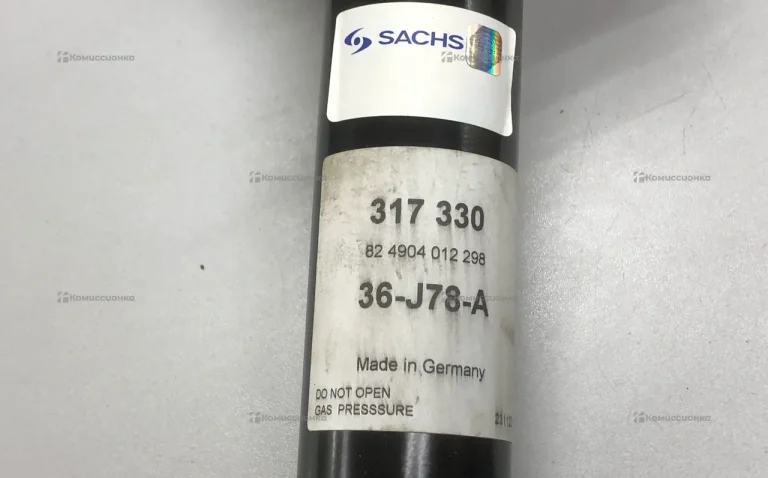 SACHS
317 330
82 4904 012 298
36-J78-A
Made in Germany
DO NOT OPEN
GAS PRESSSURE
Комиссионка
Комиссионка
Комиссионка
Комиссионка
Комиссионка
Комиссионка
Комиссионка